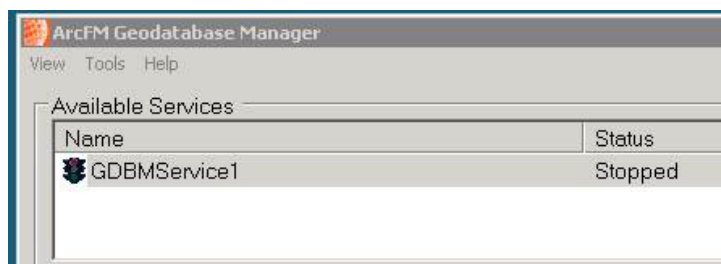 ArcFM Geodatabase Manager
View Tools Help
Available Services
Name Status
GDBMService1 Stopped